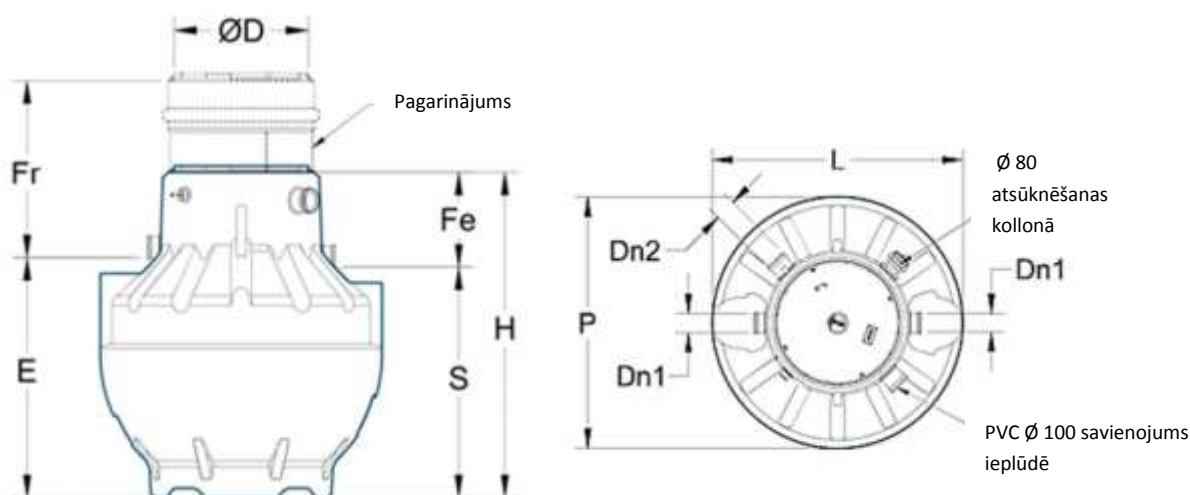 ØD
Pagarinājums
Fr
Fe
E
S
H
L
Ø 80
atsūknēšanas
kollonā
Dn2
Dn1
P
Dn1
PVC Ø 100 savienojums
ieplūdē